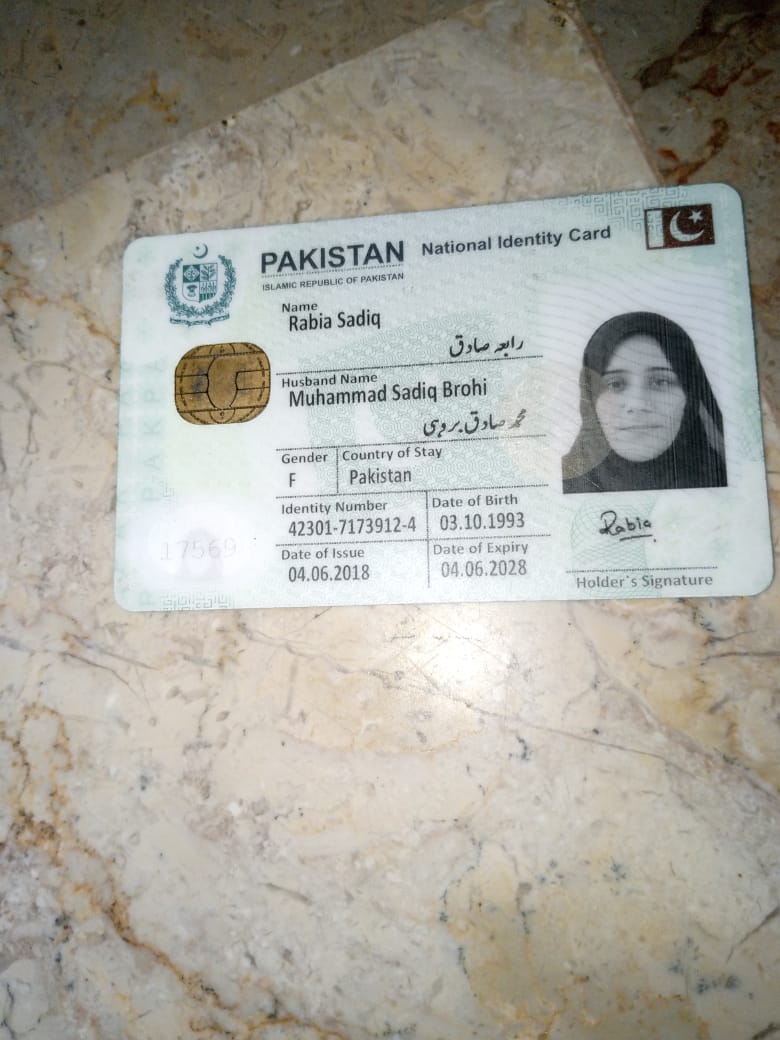 PAKISTAN National Identity Card
ISLAMIC REPUBLIC OF PAKISTAN
Name
Rabia Sadiq
رابعہ صادق
Husband Name
Muhammad Sadiq Brohi
محمد صادق بروہی
Gender Country of Stay
F Pakistan
Identity Number Date of Birth
42301-7173912-4 03.10.1993
Date of Issue Date of Expiry
04.06.2018 04.06.2028
17569
Rabia
Holder's Signature